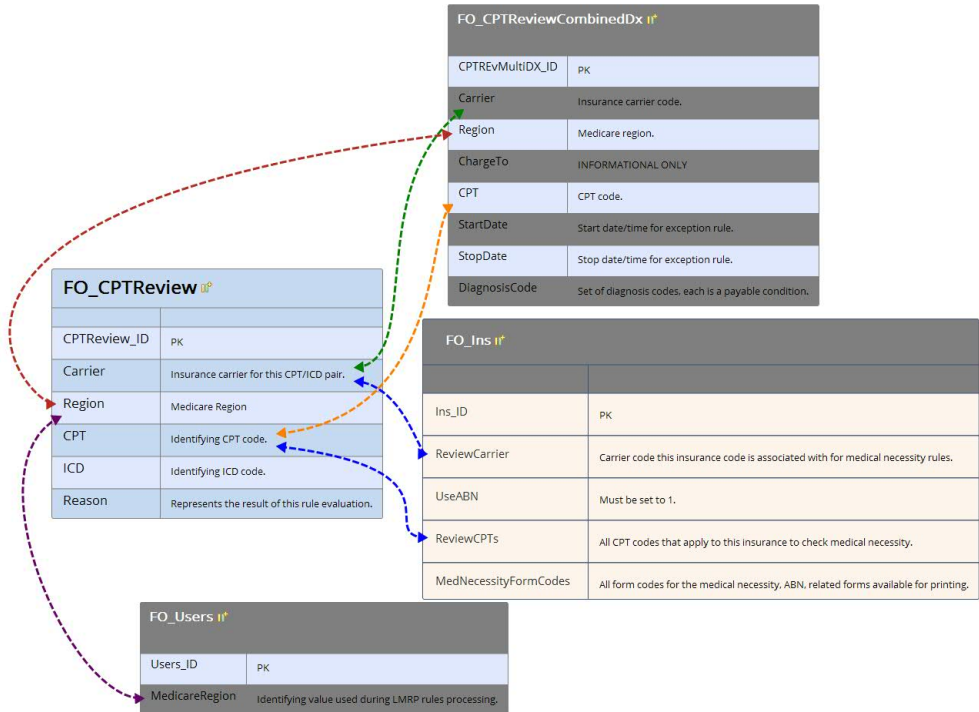 FO_CPTReviewCombinedDx
CPTREvMultiDX_ID PK
Carrier Insurance carrier code.
Region Medicare region.
ChargeTo INFORMATIONAL ONLY
CPT CPT code.
StartDate Start date/time for exception rule.
StopDate Stop date/time for exception rule.
DiagnosisCode Set of diagnosis codes, each is a payable condition.
FO_CPTReview
CPTReview_ID PK
Carrier Insurance carrier for this CPT/ICD pair.
Region Medicare Region
CPT Identifying CPT code.
ICD Identifying ICD code.
Reason Represents the result of this rule evaluation.
FO_Ins
Ins_ID PK
ReviewCarrier Carrier code this insurance code is associated with for medical necessity rules.
UseABN Must be set to 1.
ReviewCPTs All CPT codes that apply to this insurance to check medical necessity.
MedNecessityFormCodes All form codes for the medical necessity, ABN, related forms available for printing.
FO_Users
Users_ID PK
MedicareRegion Identifying value used during LMRP rules processing.